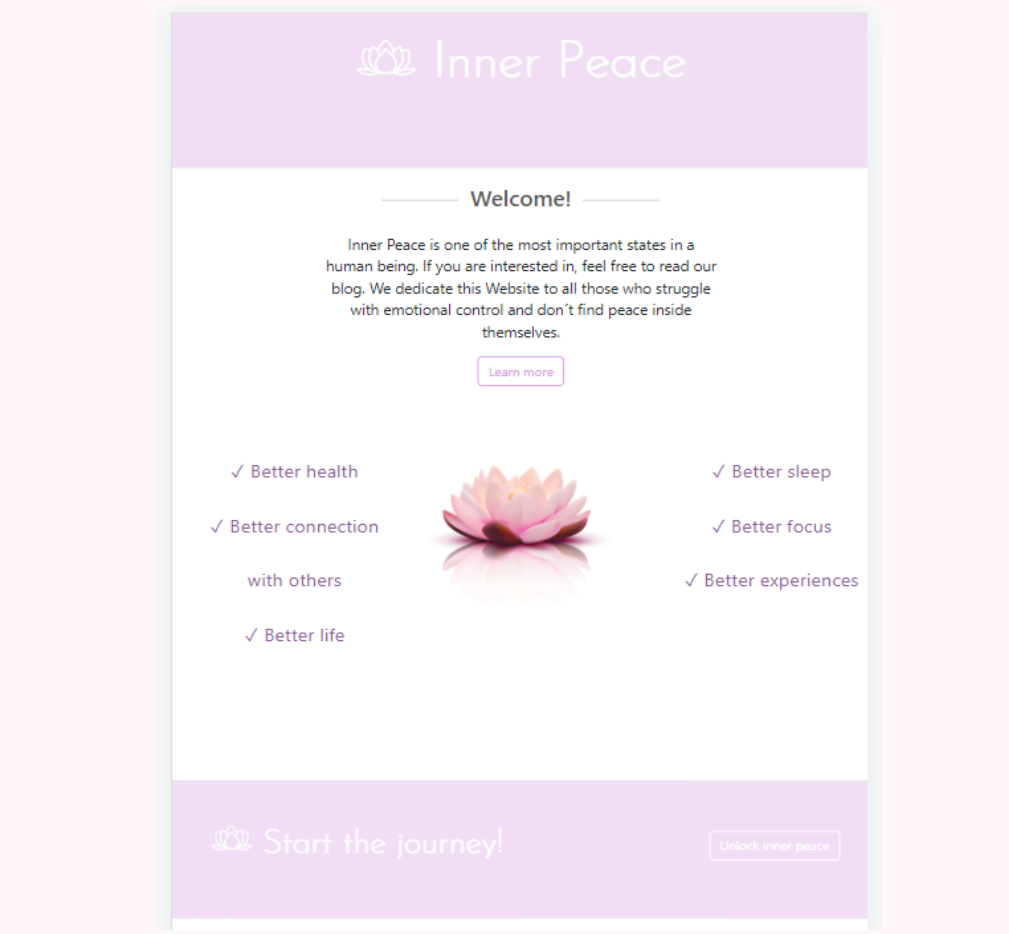 Inner Peace
Welcome!
Inner Peace is one of the most important states in a
human being. If you are interested in, feel free to read our
blog. We dedicate this Website to all those who struggle
with emotional control and don´t find peace inside
themselves.
Learn more
✓ Better health
✓ Better connection
with others
✓ Better life
✓ Better sleep
✓ Better focus
✓ Better experiences
Start the journey!
Unlock inner peace